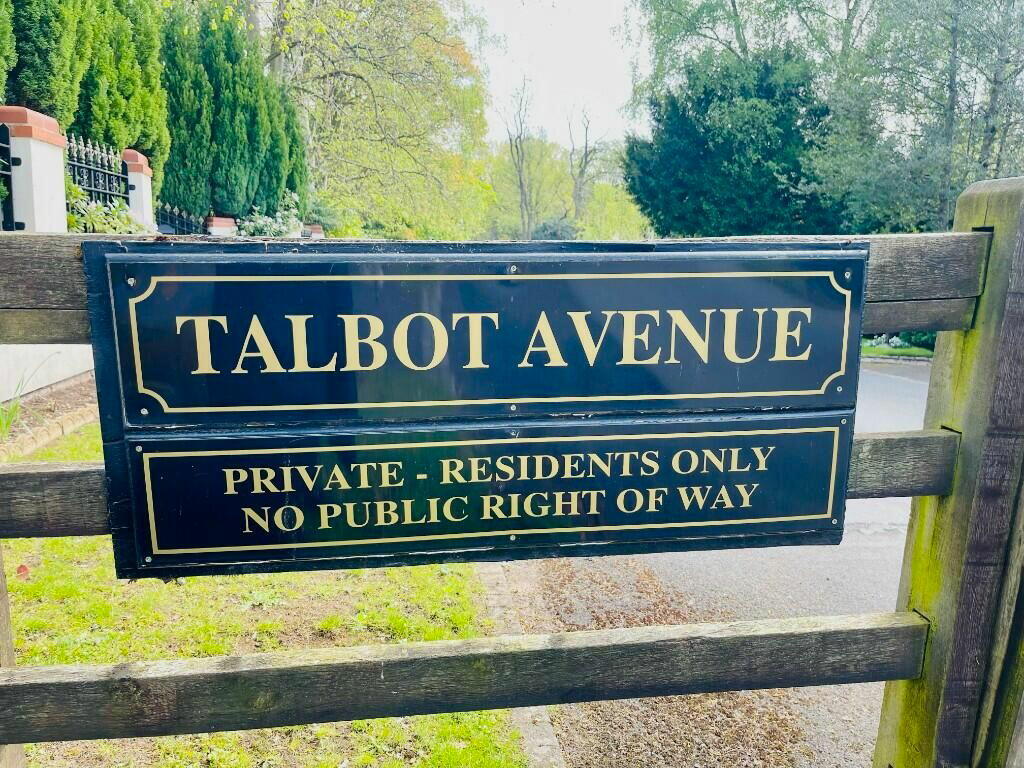 TALBOT AVENUE
PRIVATE - RESIDENTS ONLY
NO PUBLIC RIGHT OF WAY